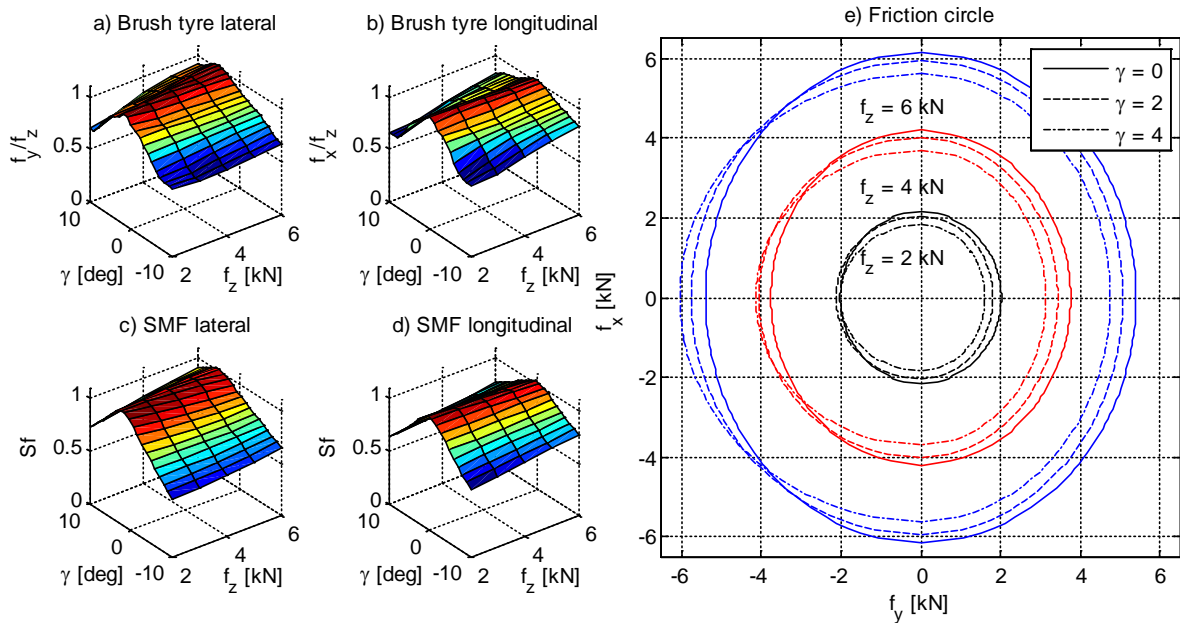 a) Brush tyre lateral
f_y/f_z
1
0.5
0
10
0
-10
γ [deg]
2
4
6
f_z [kN]
b) Brush tyre longitudinal
f_x/f_z
1
0.5
0
10
0
-10
γ [deg]
2
4
6
f_z [kN]
c) SMF lateral
Sf
1
0.5
0
10
0
-10
γ [deg]
2
4
6
f_z [kN]
d) SMF longitudinal
Sf
1
0.5
0
10
0
-10
γ [deg]
2
4
6
f_z [kN]
e) Friction circle
f_x [kN]
6
4
2
0
-2
-4
-6
γ = 0
γ = 2
γ = 4
f_z = 6 kN
f_z = 4 kN
f_z = 2 kN
-6 -4 -2 0 2 4 6
f_y [kN]